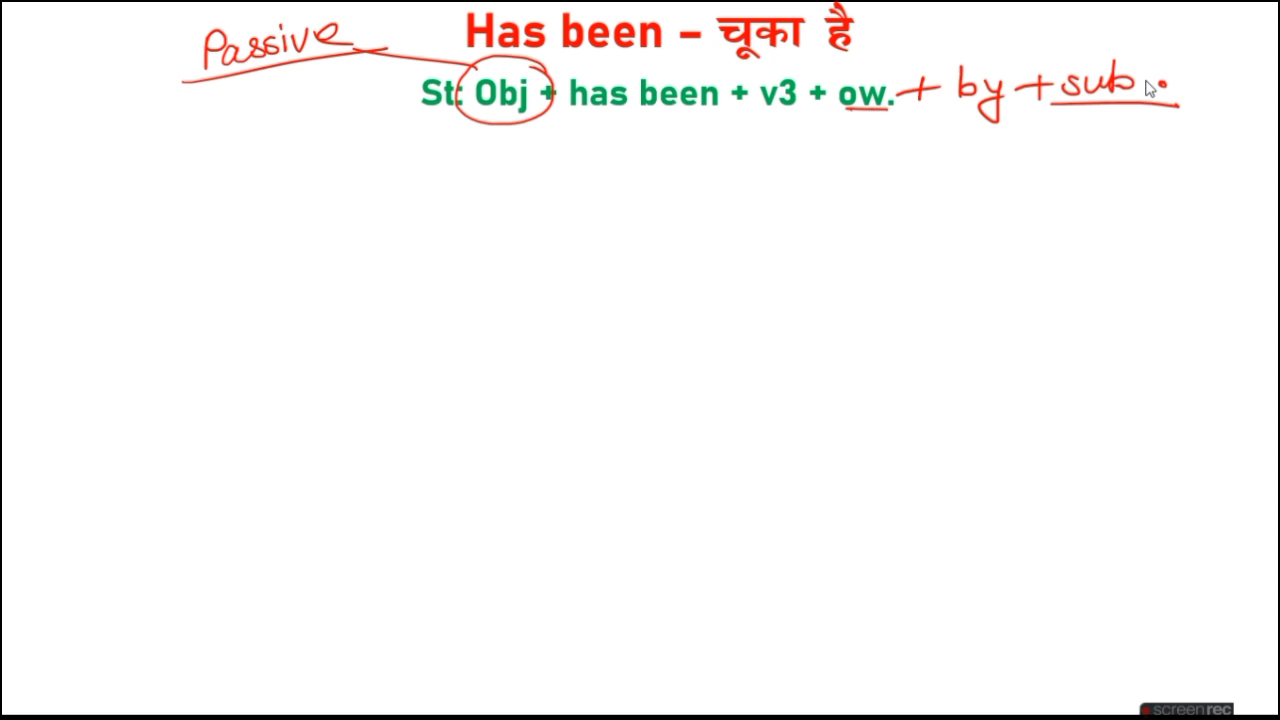 Passive
Has been – चूका है
St: Obj + has been + v3 + ow. + by + sub.
screenrec